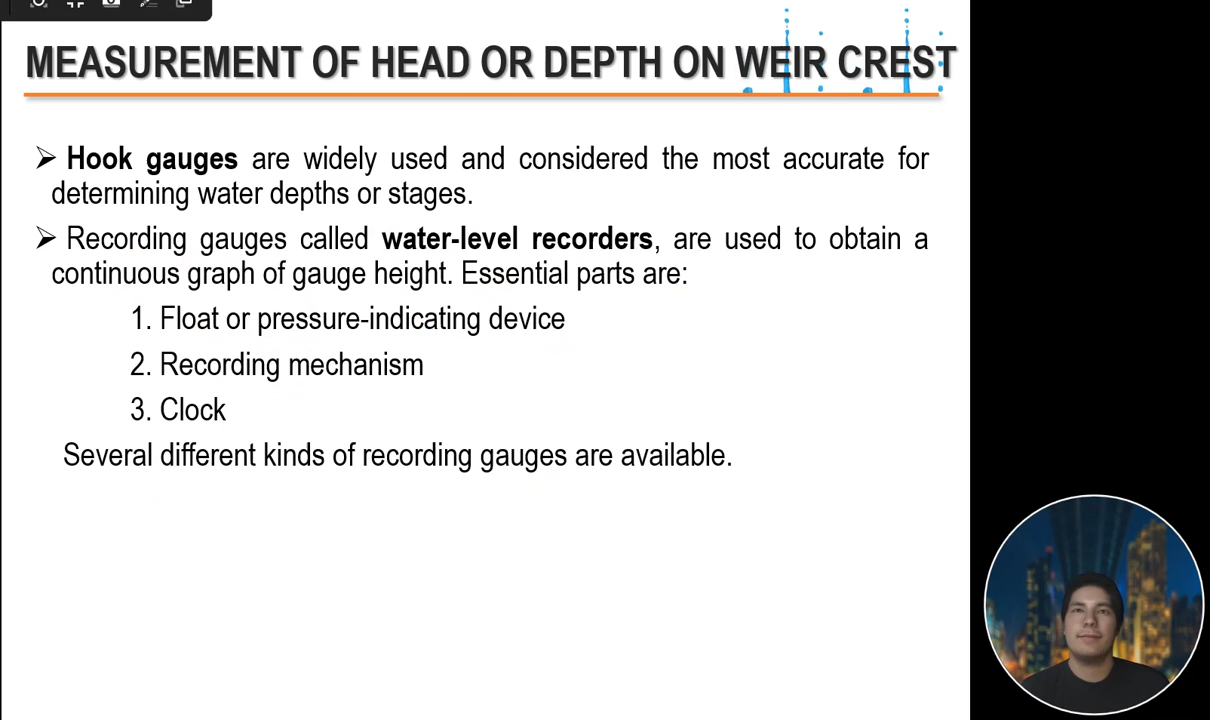 MEASUREMENT OF HEAD OR DEPTH ON WEIR CREST
➢ Hook gauges are widely used and considered the most accurate for
determining water depths or stages.
➢ Recording gauges called water-level recorders, are used to obtain a
continuous graph of gauge height. Essential parts are:
1. Float or pressure-indicating device
2. Recording mechanism
3. Clock
Several different kinds of recording gauges are available.